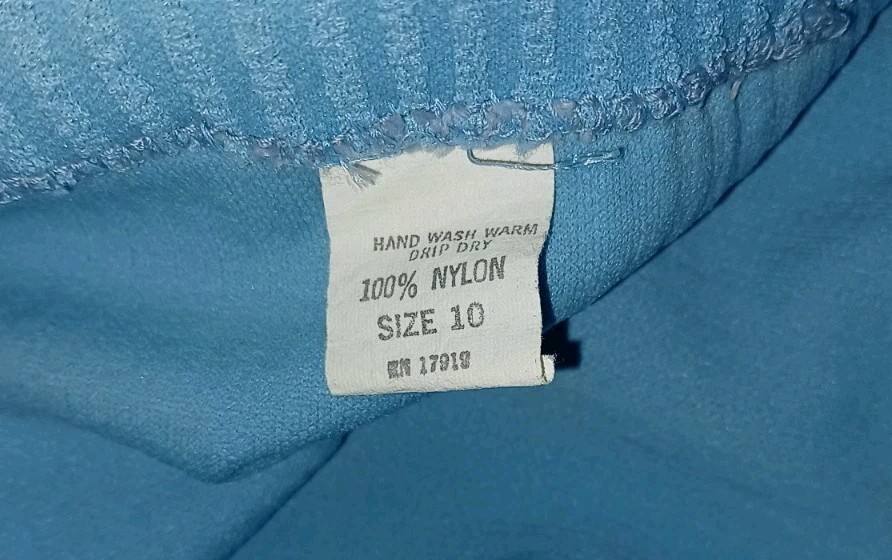 HAND WASH WARM
DRIP DRY
100% NYLON
SIZE 10
RN 17919